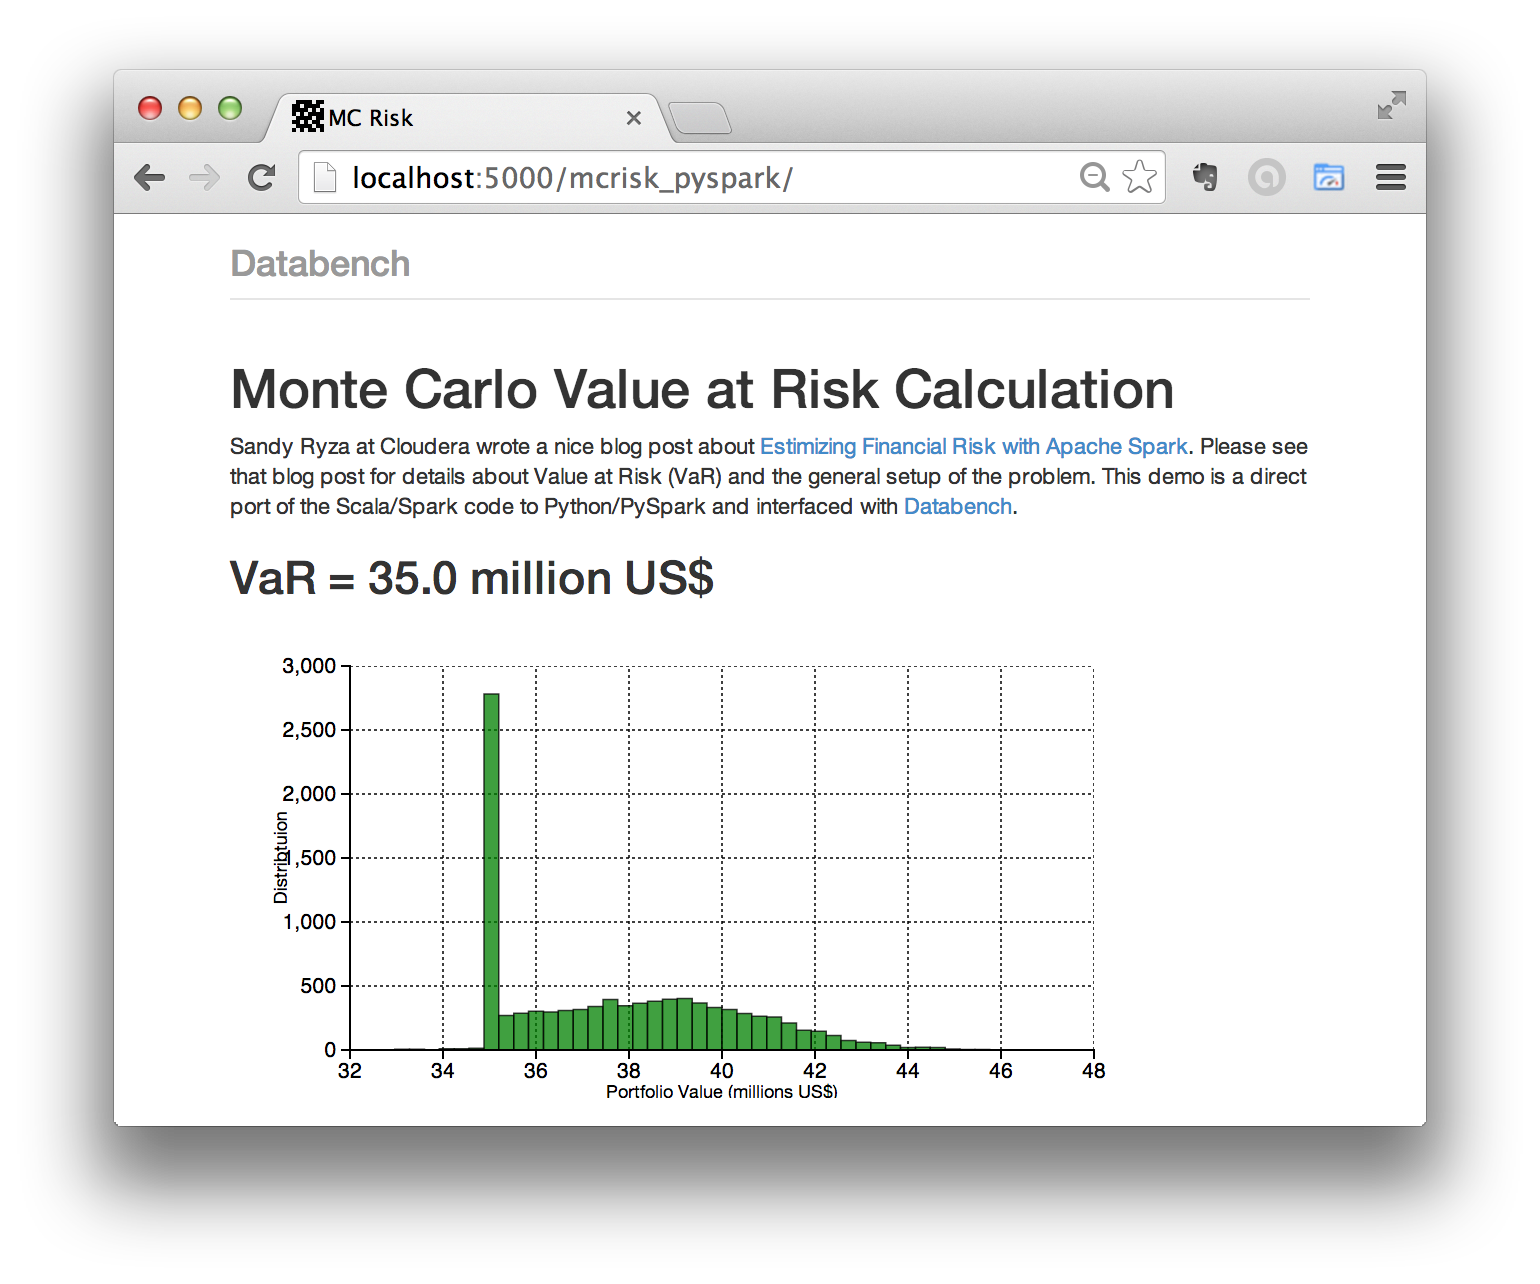 MC Risk
localhost:5000/mcrisk_pyspark/
Databench
Monte Carlo Value at Risk Calculation
Sandy Ryza at Cloudera wrote a nice blog post about Estimizing Financial Risk with Apache Spark. Please see
that blog post for details about Value at Risk (VaR) and the general setup of the problem. This demo is a direct
port of the Scala/Spark code to Python/PySpark and interfaced with Databench.
VaR = 35.0 million US$
3,000
2,500
2,000
1,500
1,000
500
0
Distribtuion
32 34 36 38 40 42 44 46 48
Portfolio Value (millions US$)